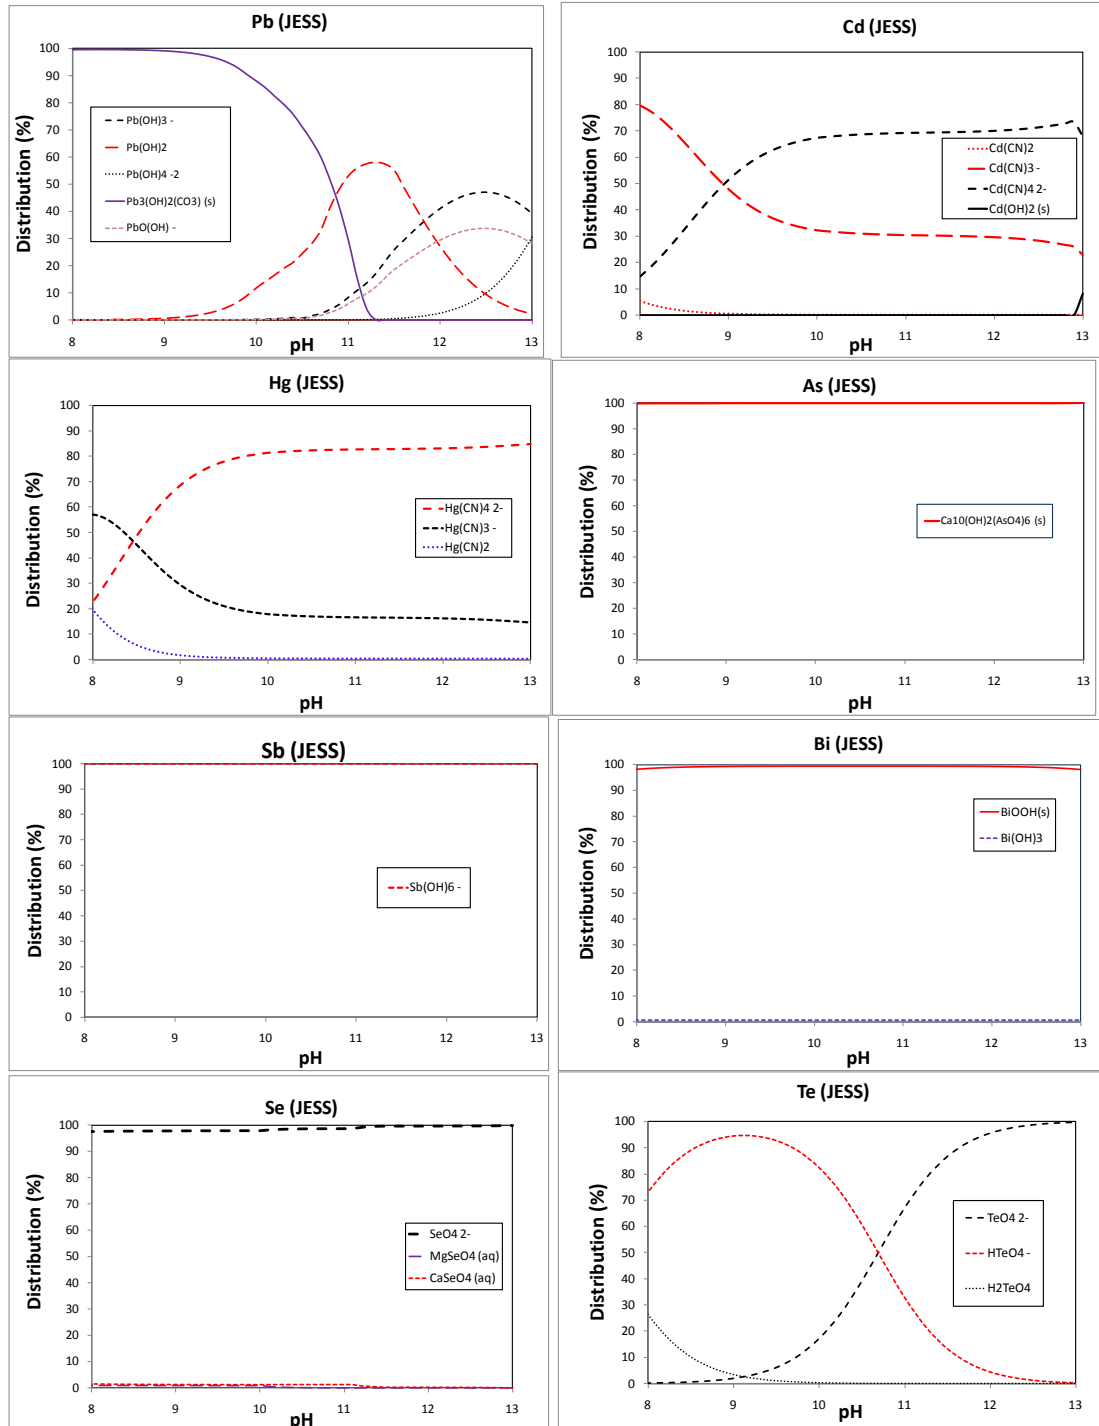 Pb (JESS)
Distribution (%)
100
90
80
70
60
50
40
30
20
10
0
Pb(OH)3 -
Pb(OH)2
Pb(OH)4 -2
Pb3(OH)2(CO3) (s)
PbO(OH) -
8 9 10 11 12 13
pH
Cd (JESS)
Distribution (%)
100
90
80
70
60
50
40
30
20
10
0
Cd(CN)2
Cd(CN)3 -
Cd(CN)4 2-
Cd(OH)2 (s)
8 9 10 11 12 13
pH
Hg (JESS)
Distribution (%)
100
90
80
70
60
50
40
30
20
10
0
Hg(CN)4 2-
Hg(CN)3 -
Hg(CN)2
8 9 10 11 12 13
pH
As (JESS)
Distribution (%)
100
90
80
70
60
50
40
30
20
10
0
Ca10(OH)2(AsO4)6 (s)
8 9 10 11 12 13
pH
Sb (JESS)
Distribution (%)
100
90
80
70
60
50
40
30
20
10
0
Sb(OH)6 -
8 9 10 11 12 13
pH
Bi (JESS)
Distribution (%)
100
90
80
70
60
50
40
30
20
10
0
BiOOH(s)
Bi(OH)3
8 9 10 11 12 13
pH
Se (JESS)
Distribution (%)
100
90
80
70
60
50
40
30
20
10
0
SeO4 2-
MgSeO4 (aq)
CaSeO4 (aq)
8 9 10 11 12 13
pH
Te (JESS)
Distribution (%)
100
90
80
70
60
50
40
30
20
10
0
TeO4 2-
HTeO4 -
H2TeO4
8 9 10 11 12 13
pH